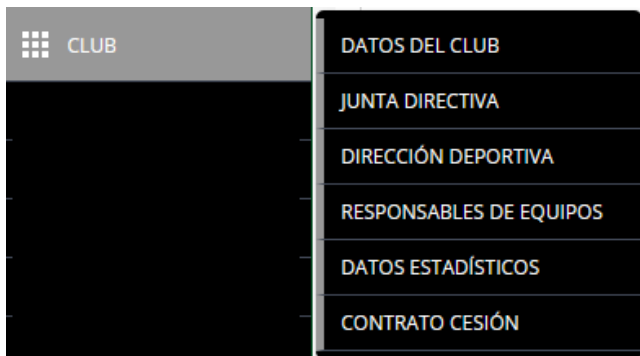 CLUB
DATOS DEL CLUB
JUNTA DIRECTIVA
DIRECCIÓN DEPORTIVA
RESPONSABLES DE EQUIPOS
DATOS ESTADÍSTICOS
CONTRATO CESIÓN